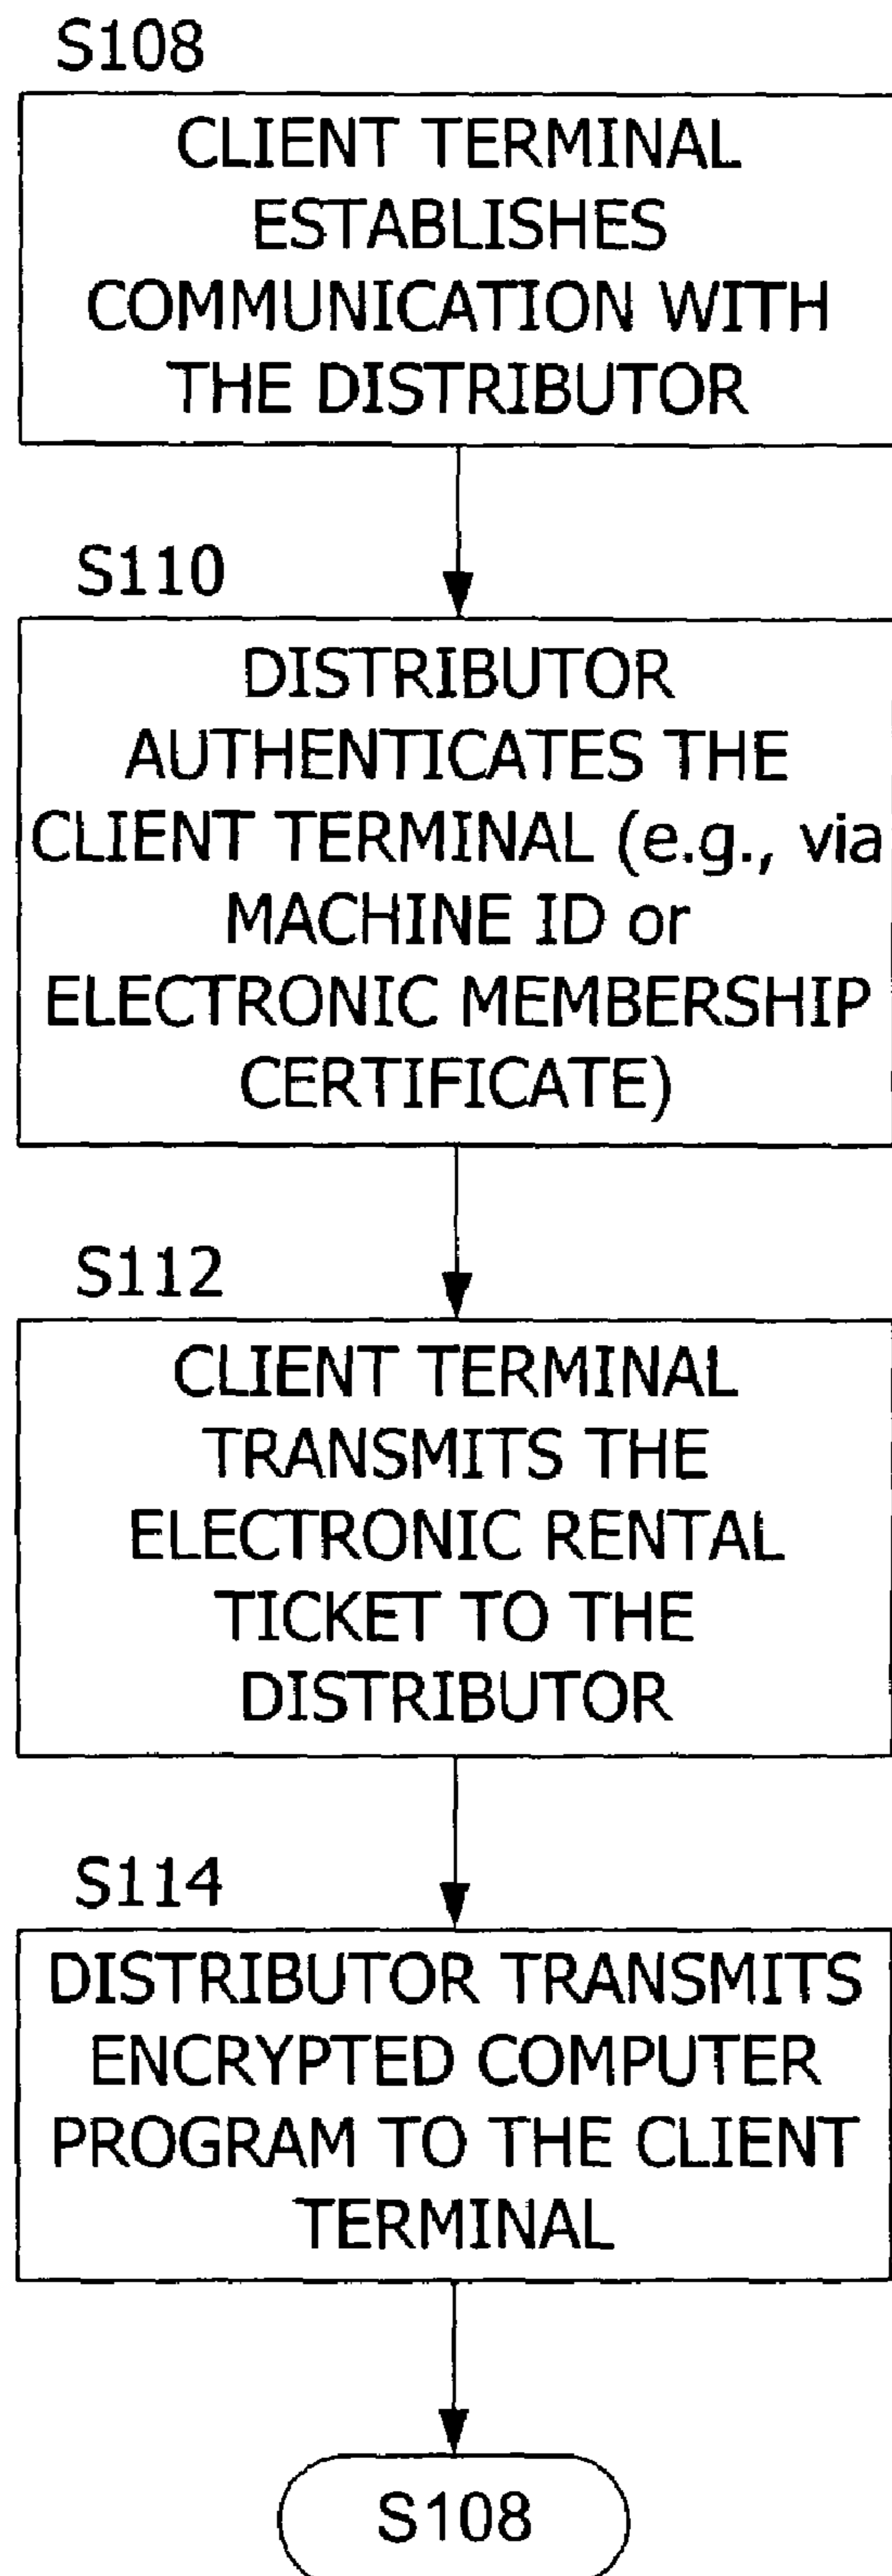 S108
CLIENT TERMINAL
ESTABLISHES
COMMUNICATION WITH
THE DISTRIBUTOR
S110
DISTRIBUTOR
AUTHENTICATES THE
CLIENT TERMINAL (e.g., via
MACHINE ID or
ELECTRONIC MEMBERSHIP
CERTIFICATE)
S112
CLIENT TERMINAL
TRANSMITS THE
ELECTRONIC RENTAL
TICKET TO THE
DISTRIBUTOR
S114
DISTRIBUTOR TRANSMITS
ENCRYPTED COMPUTER
PROGRAM TO THE CLIENT
TERMINAL
S108